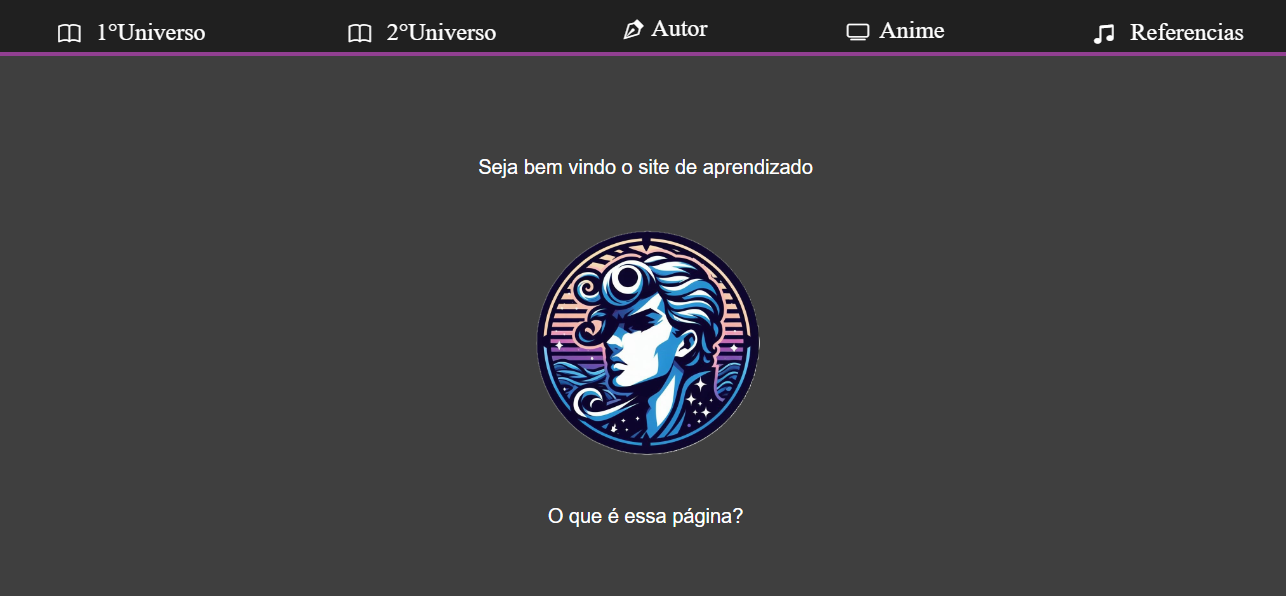 1°Universo
2°Universo
Autor
Anime
Referencias
Seja bem vindo o site de aprendizado
O que é essa página?